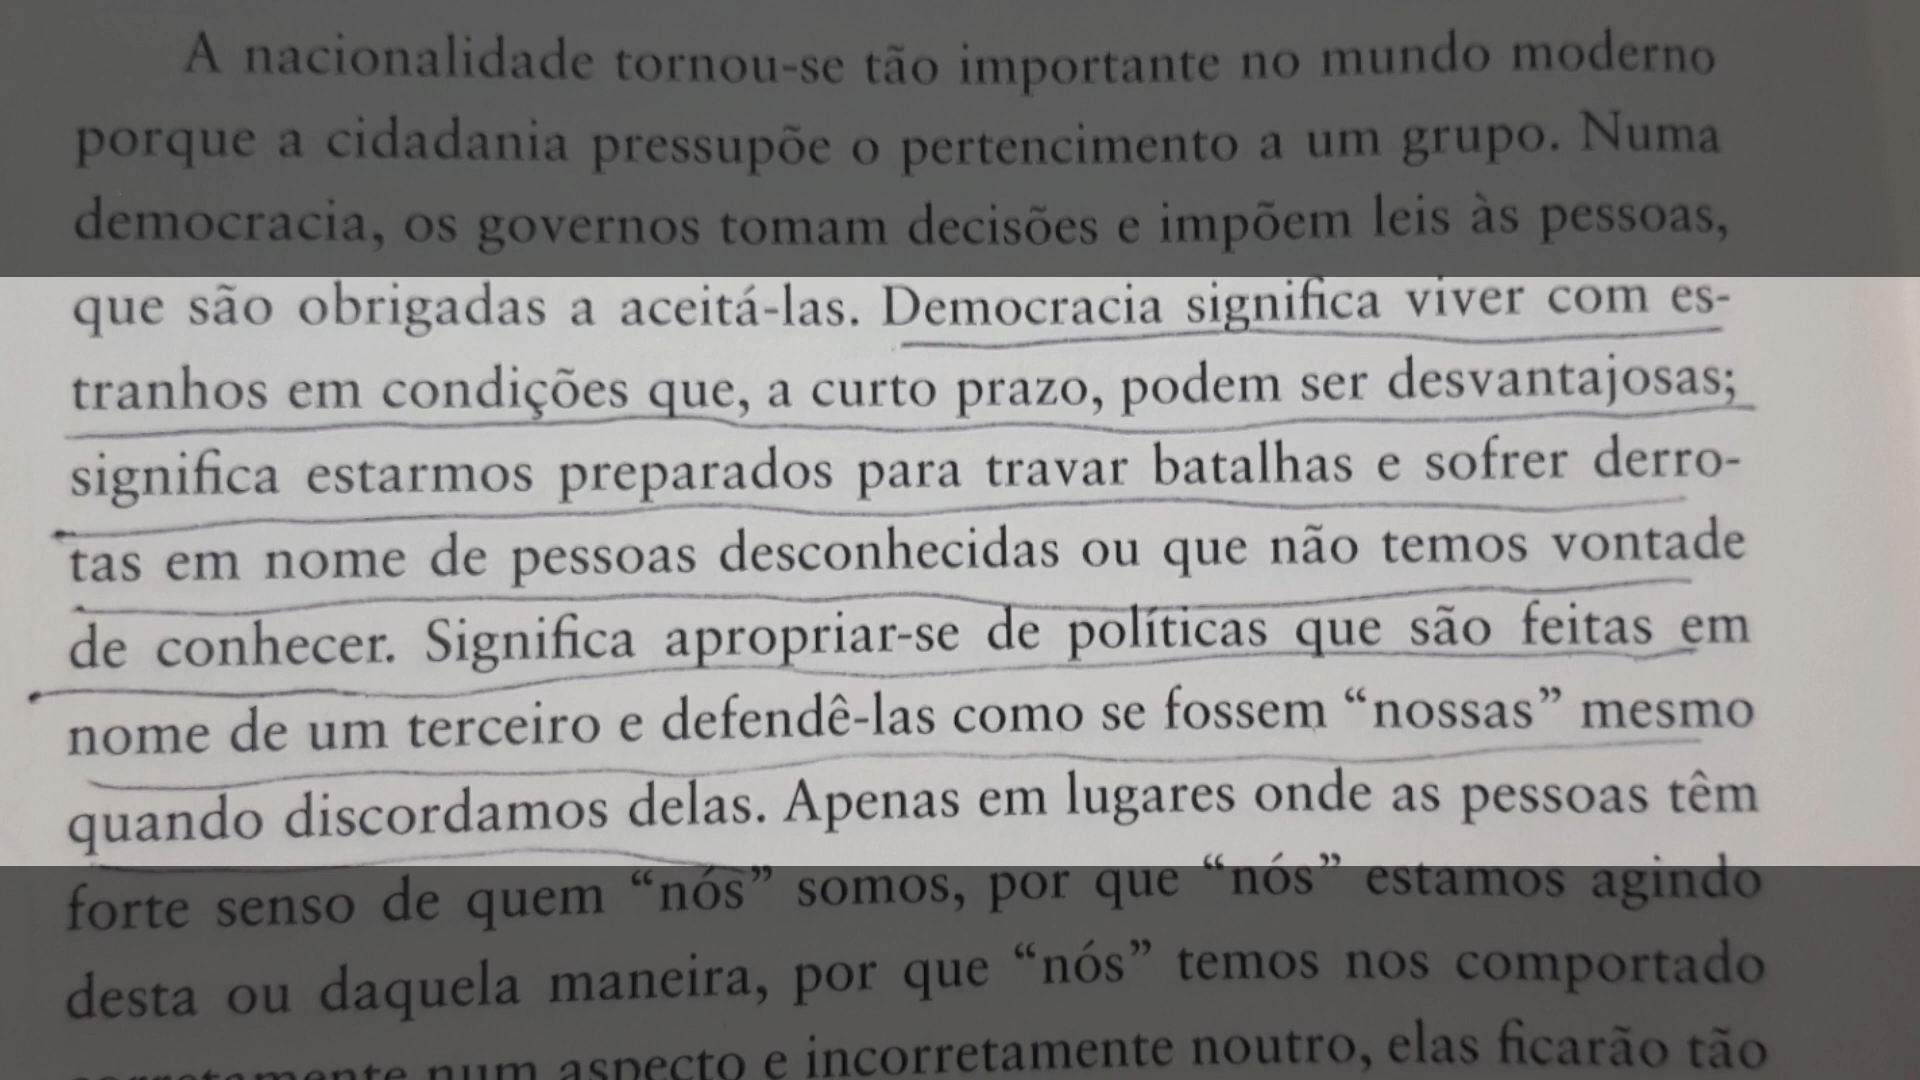 A nacionalidade tornou-se tão importante no mundo moderno
porque a cidadania pressupõe o pertencimento a um grupo. Numa
democracia, os governos tomam decisões e impõem leis às pessoas,
que são obrigadas a aceitá-las. Democracia significa viver com es-
tranhos em condições que, a curto prazo, podem ser desvantajosas;
significa estarmos preparados para travar batalhas e sofrer derro-
tas em nome de pessoas desconhecidas ou que não temos vontade
de conhecer. Significa apropriar-se de políticas que são feitas em
nome de um terceiro e defendê-las como se fossem “nossas” mesmo
quando discordamos delas. Apenas em lugares onde as pessoas têm
forte senso de quem “nós” somos, por que “nós” estamos agindo
desta ou daquela maneira, por que “nós” temos nos comportado
corretamente num aspecto e incorretamente noutro, elas ficarão tão